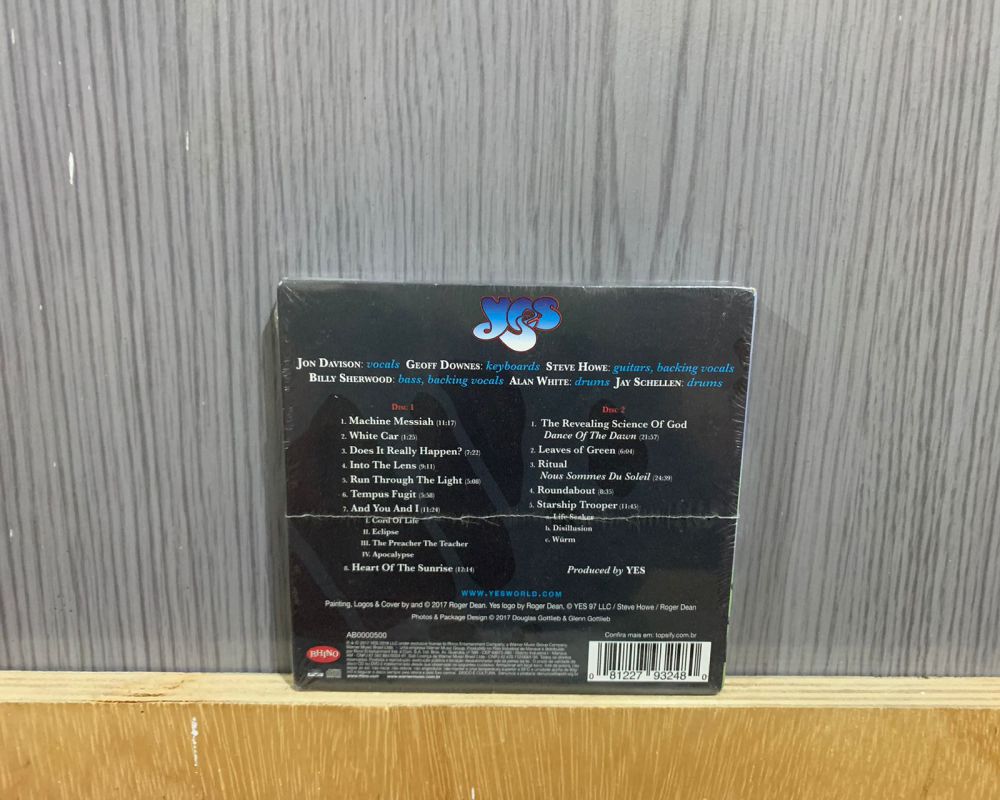 YES
JON DAVISON: vocals GEOFF DOWNES: keyboards STEVE HOWE: guitars, backing vocals
BILLY SHERWOOD: bass, backing vocals ALAN WHITE: drums JAY SCHELLEN: drums
DISC 1
1. Machine Messiah (11:17)
2. White Car (1:25)
3. Does It Really Happen? (7:22)
4. Into The Lens (9:11)
5. Run Through The Light (5:08)
6. Tempus Fugit (5:58)
7. And You And I (11:24)
I. Cord Of Life
II. Eclipse
III. The Preacher The Teacher
IV. Apocalypse
8. Heart Of The Sunrise (12:14)
DISC 2
1. The Revealing Science Of God
Dance Of The Dawn (21:57)
2. Leaves of Green (6:04)
3. Ritual
Nous Sommes Du Soleil (24:39)
4. Roundabout (8:35)
5. Starship Trooper (11:45)
a. Life Seeker
b. Disillusion
c. Würm
Produced by YES
WWW.YESWORLD.COM
Painting, Logos & Cover by and © 2017 Roger Dean. Yes logo by Roger Dean, © YES 97 LLC / Steve Howe / Roger Dean
Photos & Package Design © 2017 Douglas Gottlieb & Glenn Gottlieb
AB0000500
Confira mais em: topsify.com.br
RHINO
www.rhino.com www.warnermusic.com.br
0 81227 93248 0